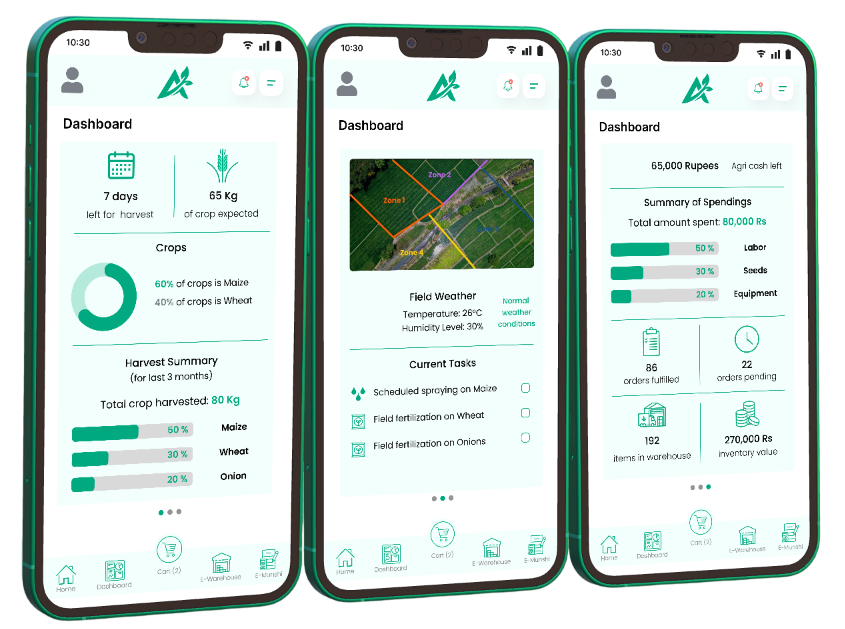 10:30
Dashboard
7 days
left for harvest
65 Kg
of crop expected
Crops
60% of crops is Maize
40% of crops is Wheat
Harvest Summary
(for last 3 months)
Total crop harvested: 80 Kg
50 % Maize
30 % Wheat
20 % Onion
Home
Dashboard
Cart (2)
E-Warehouse
E-Munshi
10:30
Dashboard
Zone 1
Zone 2
Zone 4
Field Weather
Temperature: 26°C
Humidity Level: 30%
Normal
weather
conditions
Current Tasks
Scheduled spraying on Maize
Field fertilization on Wheat
Field fertilization on Onions
Home
Dashboard
Cart (2)
E-Warehouse
E-Munshi
10:30
Dashboard
65,000 Rupees Agri cash left
Summary of Spendings
Total amount spent: 80,000 Rs
50 % Labor
30 % Seeds
20 % Equipment
86
orders fulfilled
22
orders pending
192
items in warehouse
270,000 Rs
inventory value
Home
Dashboard
Cart (2)
E-Warehouse
E-Munshi